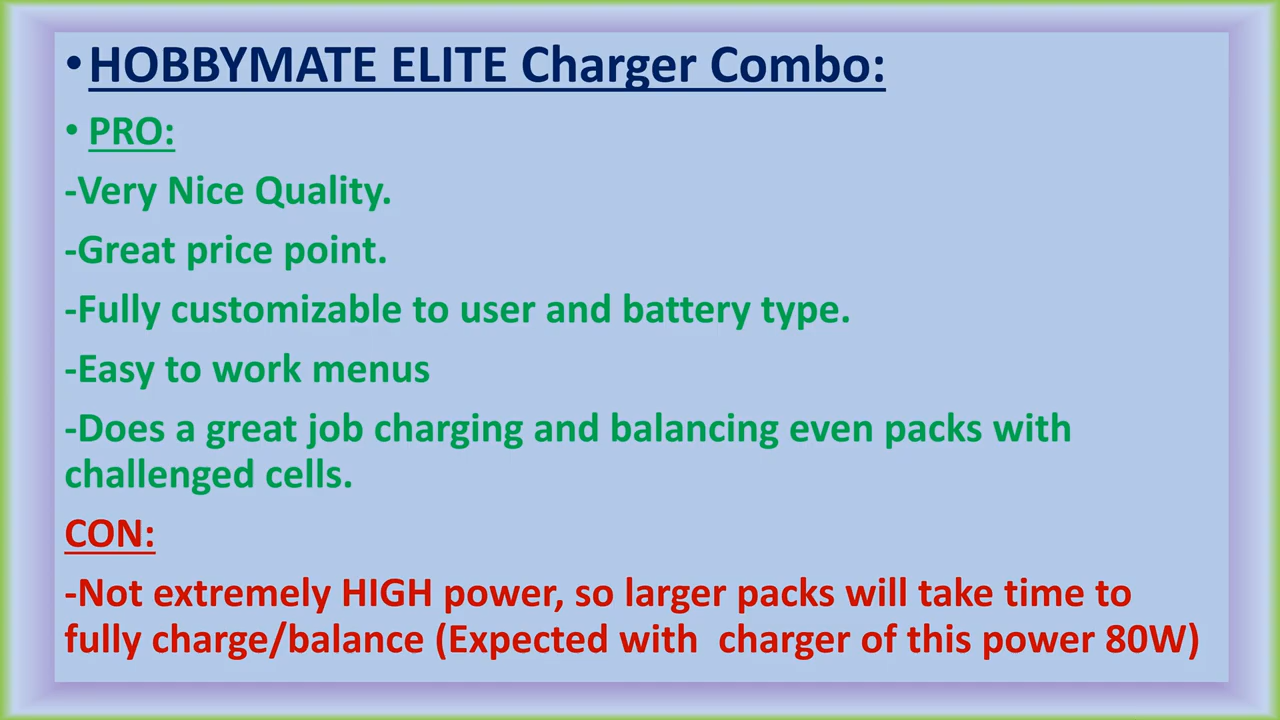 •HOBBYMATE ELITE Charger Combo:
• PRO:
-Very Nice Quality.
-Great price point.
-Fully customizable to user and battery type.
-Easy to work menus
-Does a great job charging and balancing even packs with
challenged cells.
CON:
-Not extremely HIGH power, so larger packs will take time to
fully charge/balance (Expected with  charger of this power 80W)